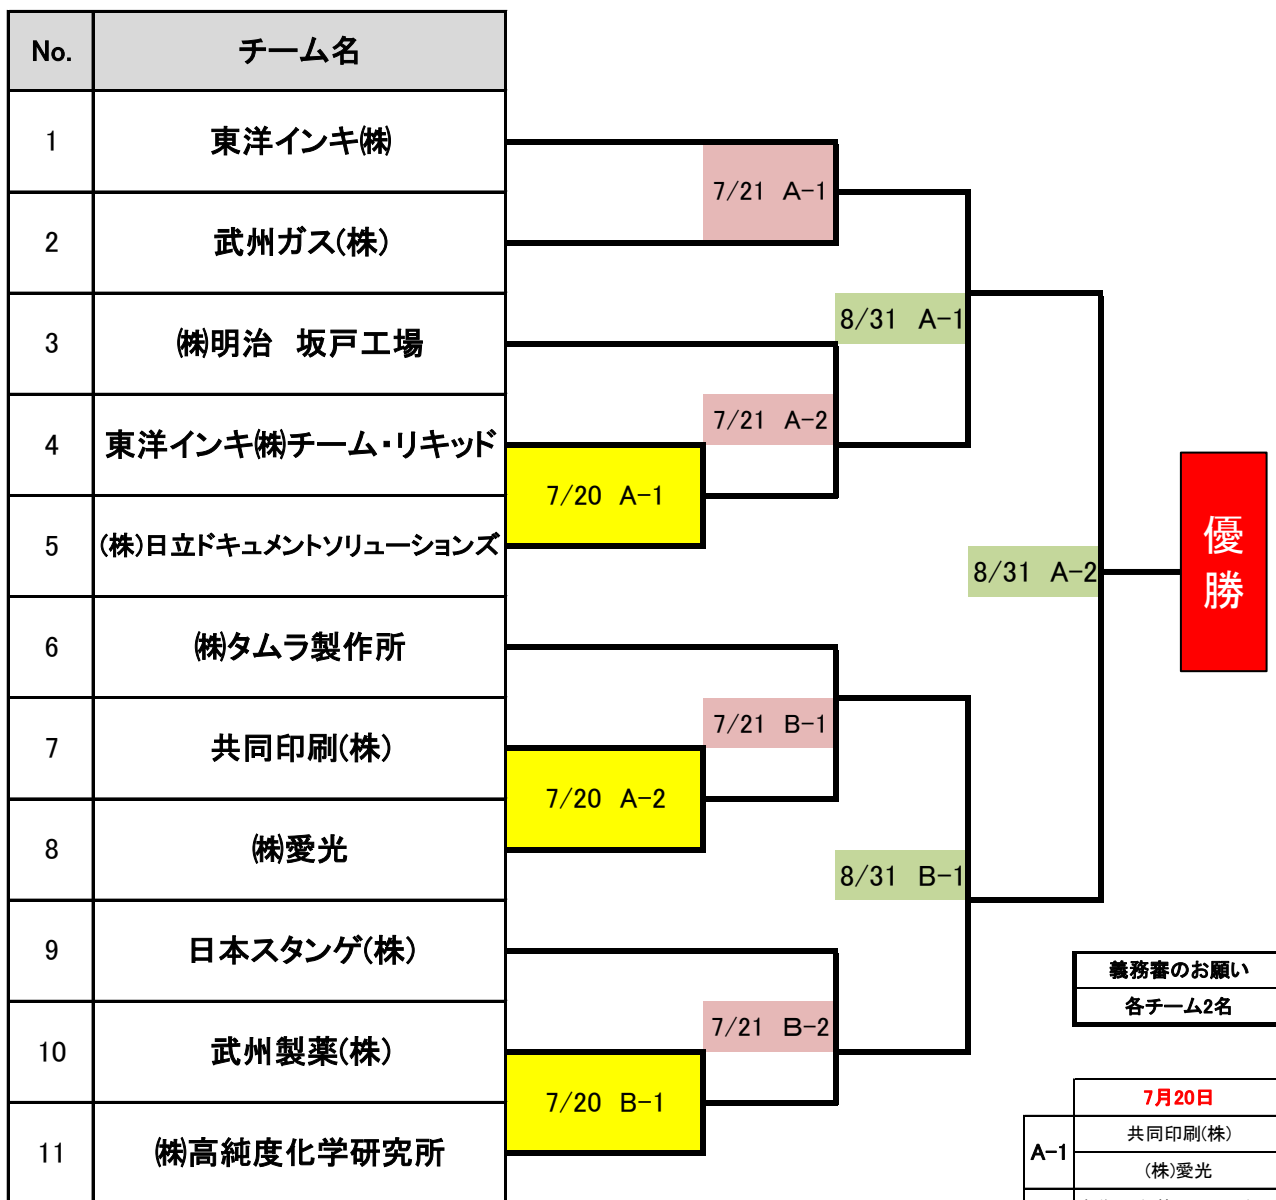 No. チーム名
1 東洋インキ㈱
7/21 A-1
2 武州ガス(株)
8/31 A-1
3 ㈱明治 坂戸工場
7/21 A-2
4 東洋インキ㈱チーム・リキッド
7/20 A-1
5 (株)日立ドキュメントソリューションズ
優勝
8/31 A-2
6 ㈱タムラ製作所
7/21 B-1
7 共同印刷(株)
7/20 A-2
8 ㈱愛光
8/31 B-1
9 日本スタンゲ(株)
義務審のお願い
各チーム2名
7/21 B-2
10 武州製薬(株)
7/20 B-1
7月20日
11 ㈱高純度化学研究所
A-1 共同印刷(株)
(株)愛光